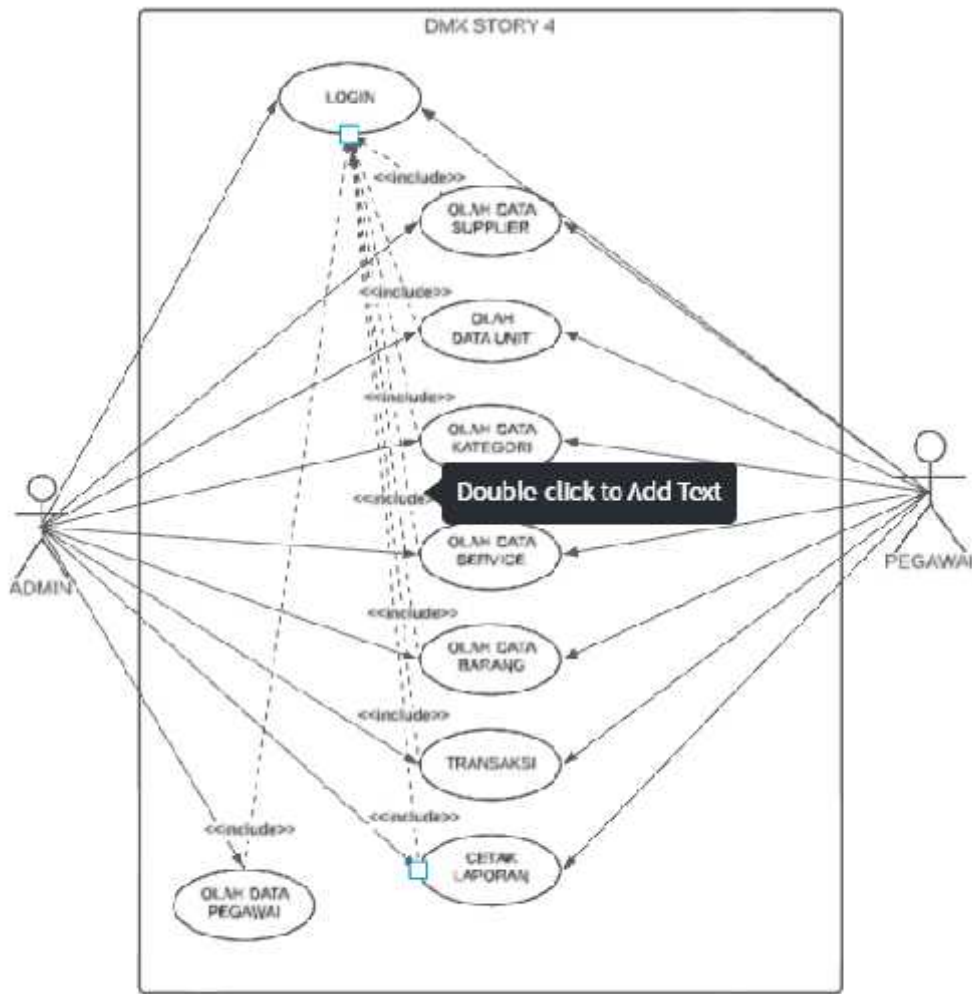 DMX STORY 4
LOGIN
<<include>>
OLAH DATA
SUPPLIER
<<include>>
OLAH
DATA UNIT
<<include>>
OLAH DATA
KATEGORI
<<include>>
Double-click to Add Text
OLAH DATA
SERVICE
ADMIN
PEGAWAI
<<include>>
OLAH DATA
BARANG
<<include>>
TRANSAKSI
<<include>>
<<include>>
CETAK
LAPORAN
OLAH DATA
PEGAWAI